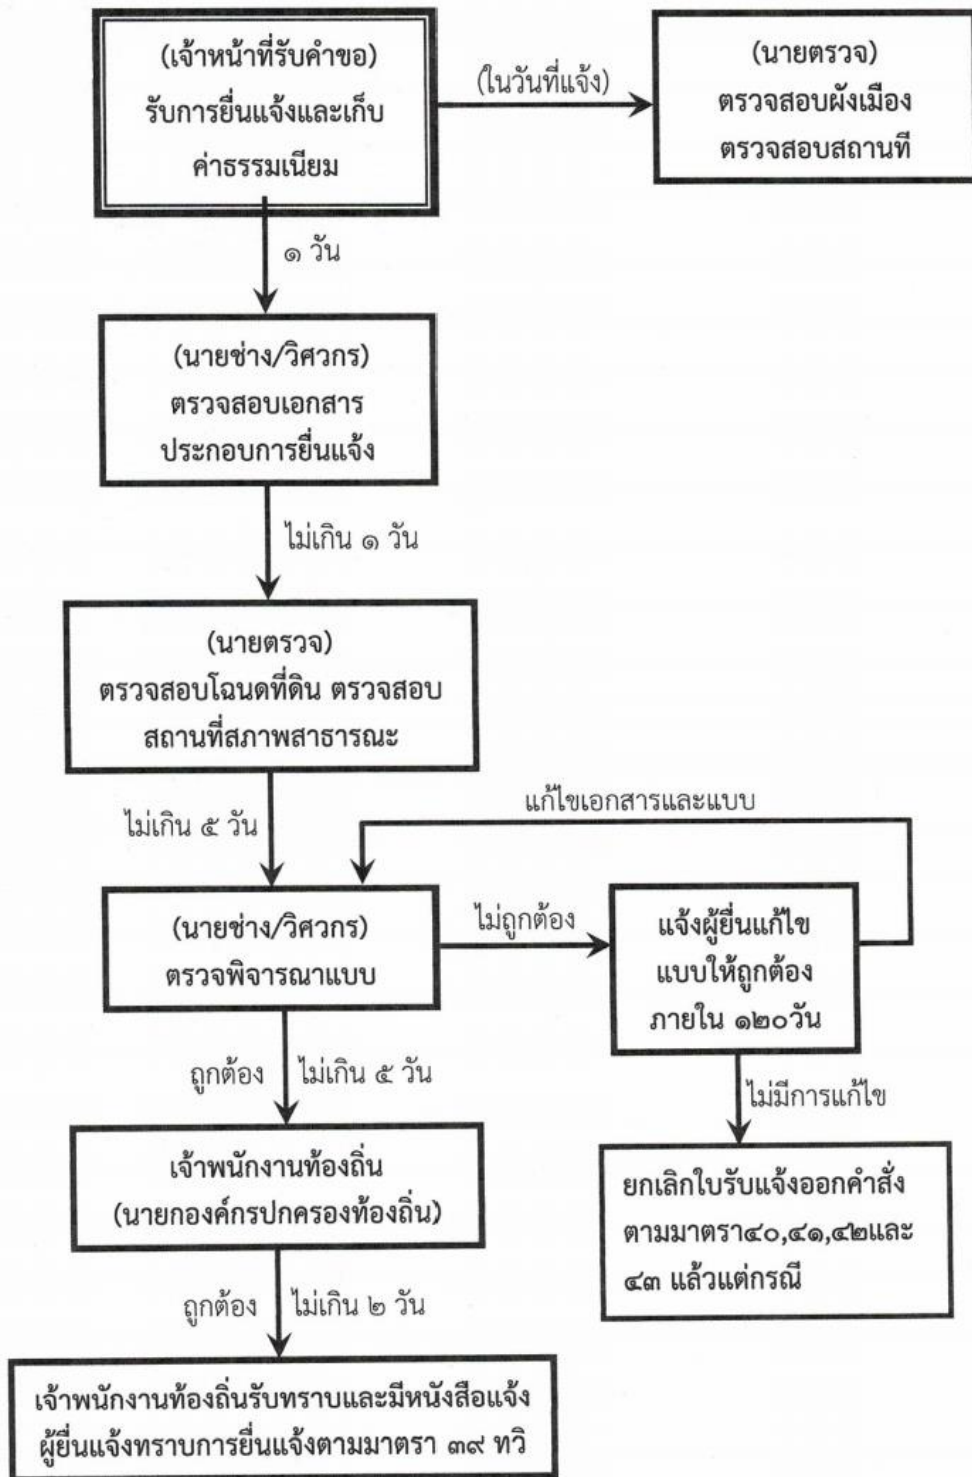 (เจ้าหน้าที่รับคำขอ)
รับการยื่นแจ้งและเก็บ
ค่าธรรมเนียม
(ในวันที่แจ้ง)
(นายตรวจ)
ตรวจสอบผังเมือง
ตรวจสอบสถานที
๑ วัน
(นายช่าง/วิศวกร)
ตรวจสอบเอกสาร
ประกอบการยื่นแจ้ง
ไม่เกิน ๑ วัน
(นายตรวจ)
ตรวจสอบโฉนดที่ดิน ตรวจสอบ
สถานที่สภาพสาธารณะ
ไม่เกิน ๕ วัน
แก้ไขเอกสารและแบบ
(นายช่าง/วิศวกร)
ตรวจพิจารณาแบบ
ไม่ถูกต้อง
แจ้งผู้ยื่นแก้ไข
แบบให้ถูกต้อง
ภายใน ๑๒๐วัน
ถูกต้อง ไม่เกิน ๕ วัน
ไม่มีการแก้ไข
เจ้าพนักงานท้องถิ่น
(นายกองค์กรปกครองท้องถิ่น)
ยกเลิกใบรับแจ้งออกคำสั่ง
ตามมาตรา๔๐,๔๑,๔๒และ
๔๓ แล้วแต่กรณี
ถูกต้อง ไม่เกิน ๒ วัน
เจ้าพนักงานท้องถิ่นรับทราบและมีหนังสือแจ้ง
ผู้ยื่นแจ้งทราบการยื่นแจ้งตามมาตรา ๓๙ ทวิ